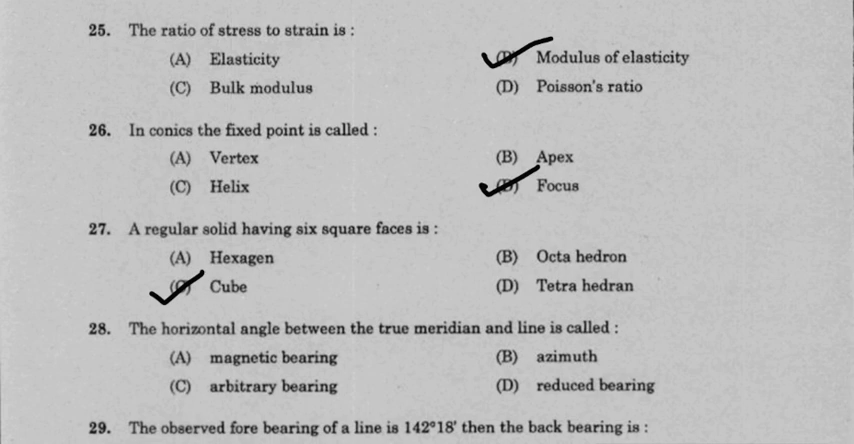 25. The ratio of stress to strain is :
(A) Elasticity (B) Modulus of elasticity
(C) Bulk modulus (D) Poisson's ratio
26. In conics the fixed point is called :
(A) Vertex (B) Apex
(C) Helix (D) Focus
27. A regular solid having six square faces is :
(A) Hexagen (B) Octa hedron
(C) Cube (D) Tetra hedran
28. The horizontal angle between the true meridian and line is called :
(A) magnetic bearing (B) azimuth
(C) arbitrary bearing (D) reduced bearing
29. The observed fore bearing of a line is 142°18' then the back bearing is :